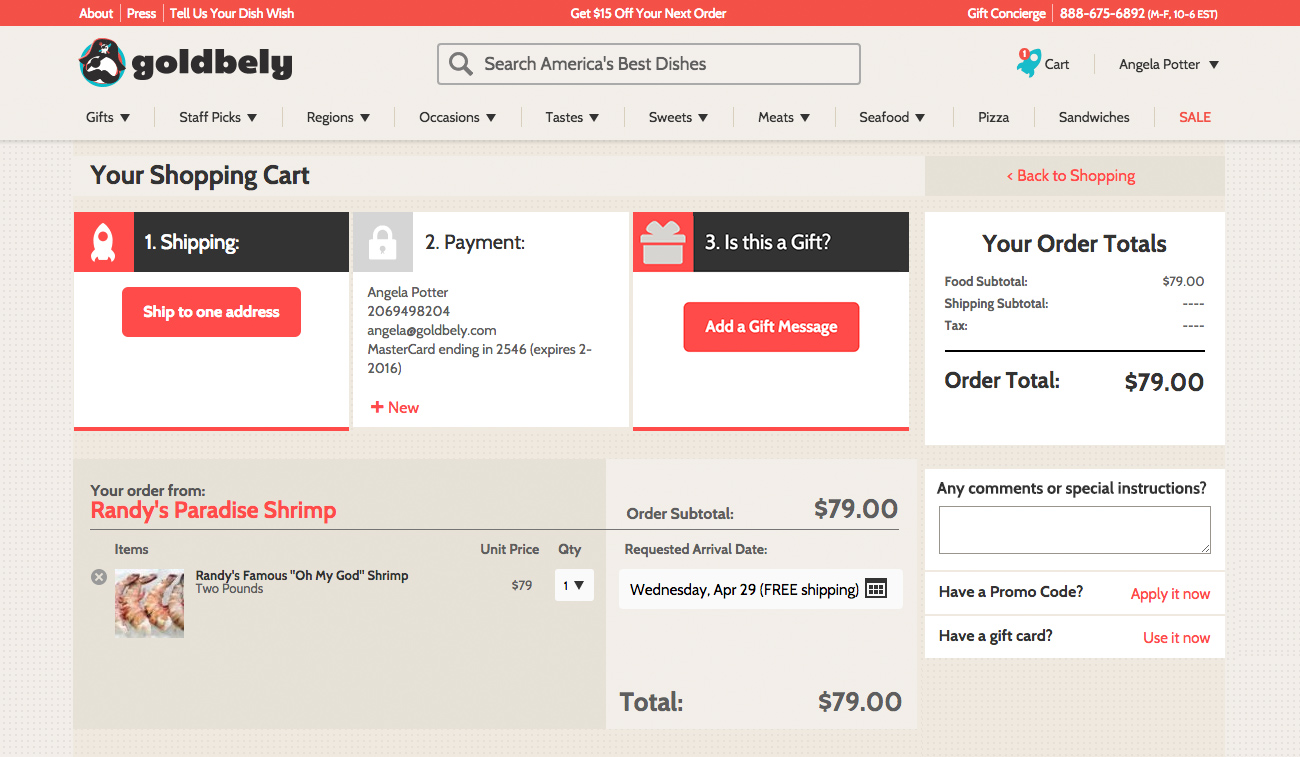 About Press Tell Us Your Dish Wish Get $15 Off Your Next Order Gift Concierge 888-675-6892 (M-F, 10-6 EST)
goldbely Search America's Best Dishes 1 Cart Angela Potter ▼
Gifts ▼ Staff Picks ▼ Regions ▼ Occasions ▼ Tastes ▼ Sweets ▼ Meats ▼ Seafood ▼ Pizza Sandwiches SALE
Your Shopping Cart
< Back to Shopping
1. Shipping:
Ship to one address
2. Payment:
Angela Potter
2069498204
angela@goldbely.com
MasterCard ending in 2546 (expires 2-
2016)
+ New
3. Is this a Gift?
Add a Gift Message
Your Order Totals
Food Subtotal: $79.00
Shipping Subtotal: ----
Tax: ----
Order Total: $79.00
Your order from:
Randy's Paradise Shrimp
Items Unit Price Qty
Randy's Famous "Oh My God" Shrimp
Two Pounds
$79 1 ▼
Order Subtotal: $79.00
Requested Arrival Date:
Wednesday, Apr 29 (FREE shipping)
Total: $79.00
Any comments or special instructions?
Have a Promo Code? Apply it now
Have a gift card? Use it now